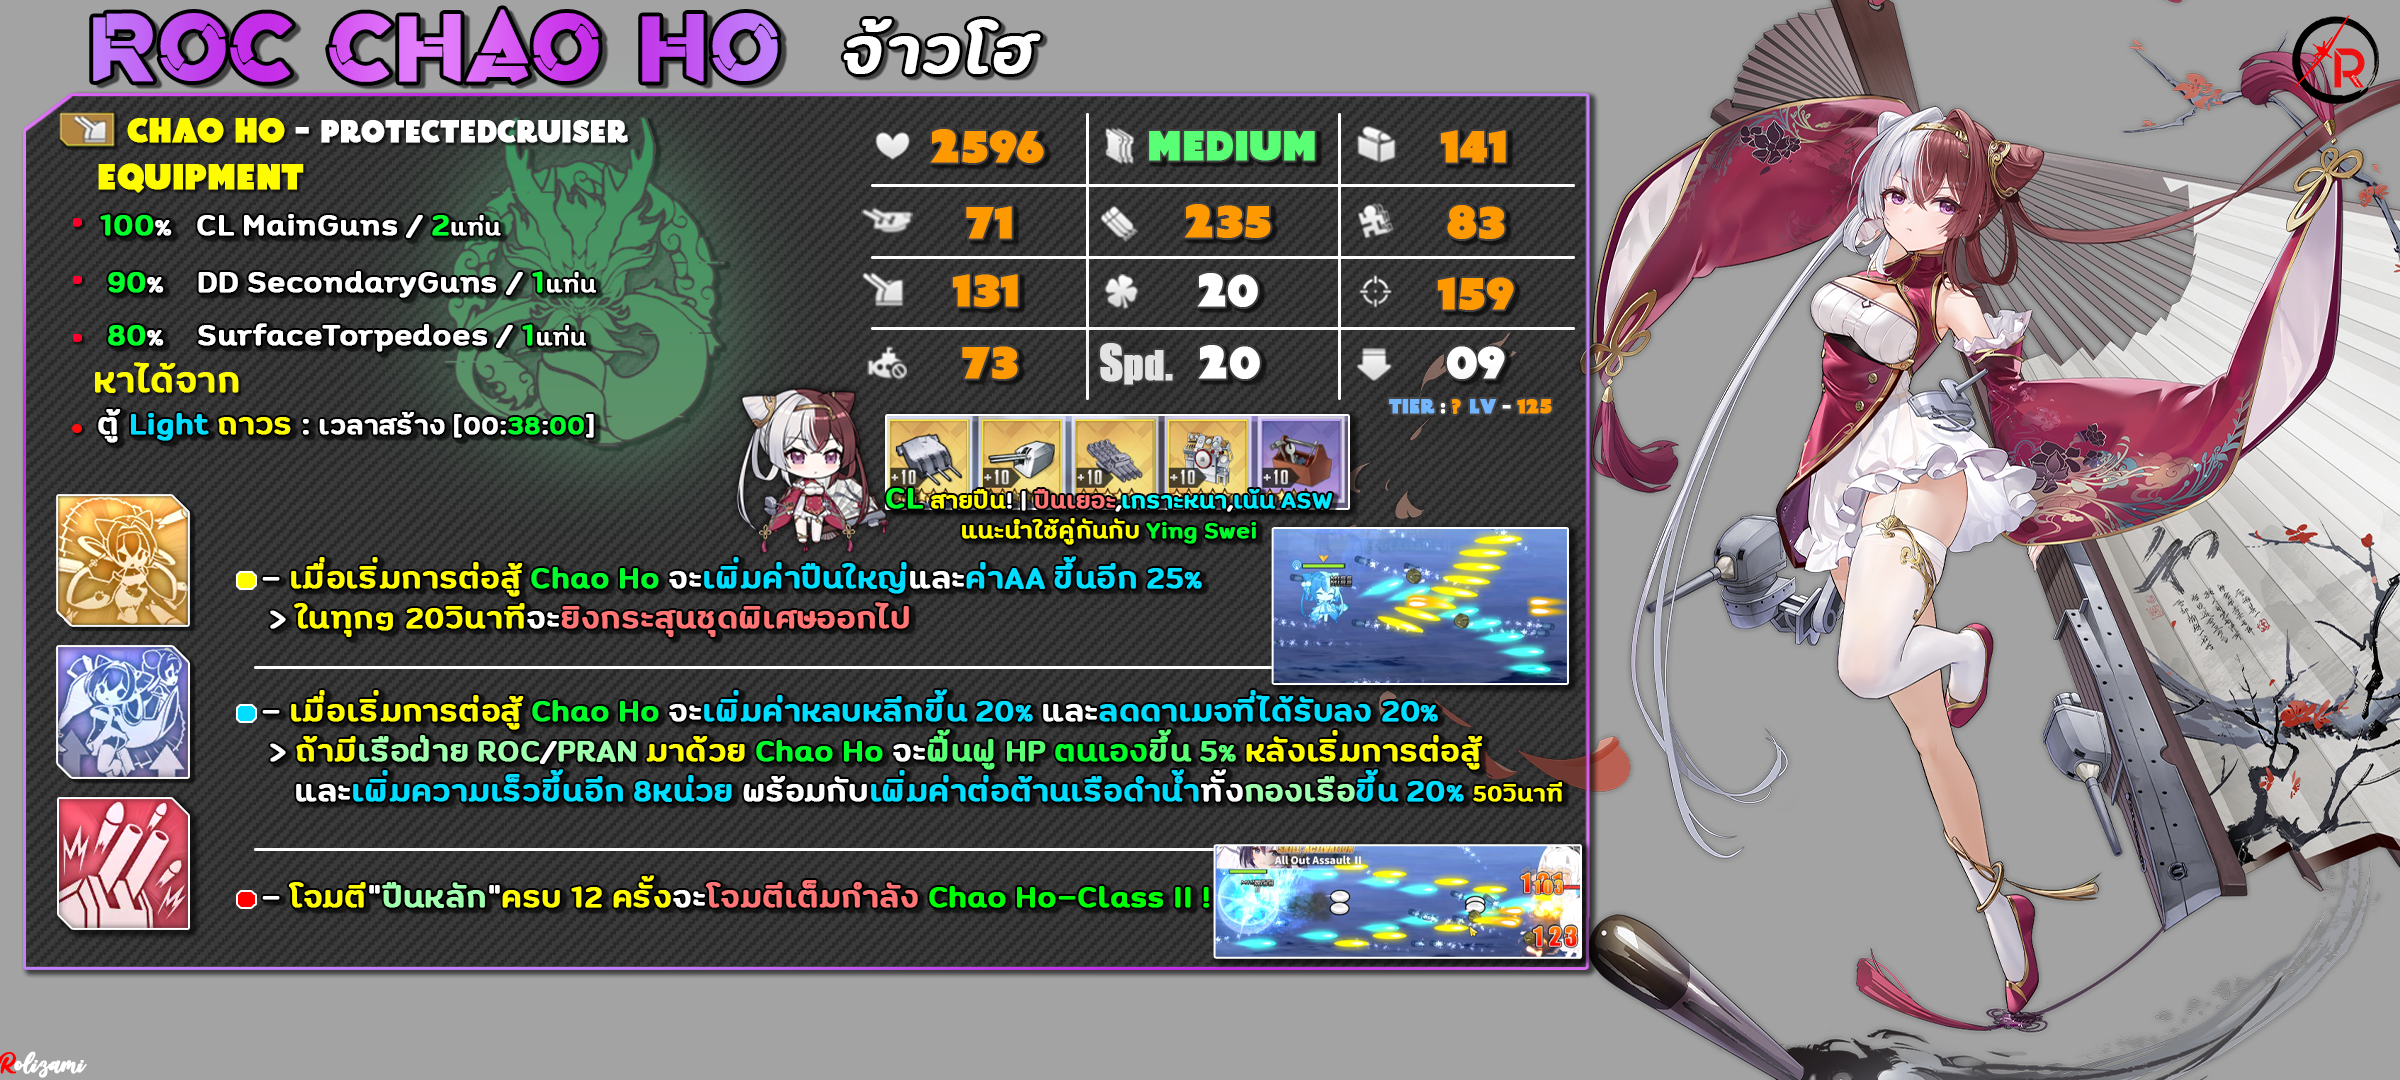 ROC CHAO HO จ้าวโฮ
CHAO HO - PROTECTEDCRUISER
EQUIPMENT
100% CL MainGuns / 2แท่น
90% DD SecondaryGuns / 1แท่น
80% SurfaceTorpedoes / 1แท่น
หาได้จาก
ตู้ Light ถาวร : เวลาสร้าง [00:38:00]
2596 MEDIUM 141
71 235 83
131 20 159
73 Spd. 20 09
TIER : ? LV - 125
+10 +10 +10 +10 +10
CL สายปืน! | ปืนเยอะ,เกราะหนา,เน้น ASW
แนะนำใช้คู่กันกับ Ying Swei
– เมื่อเริ่มการต่อสู้ Chao Ho จะเพิ่มค่าปืนใหญ่และค่าAA ขึ้นอีก 25%
> ในทุกๆ 20วินาทีจะยิงกระสุนชุดพิเศษออกไป
– เมื่อเริ่มการต่อสู้ Chao Ho จะเพิ่มค่าหลบหลีกขึ้น 20% และลดดาเมจที่ได้รับลง 20%
> ถ้ามีเรือฝ่าย ROC/PRAN มาด้วย Chao Ho จะฟื้นฟู HP ตนเองขึ้น 5% หลังเริ่มการต่อสู้
และเพิ่มความเร็วขึ้นอีก 8หน่วย พร้อมกับเพิ่มค่าต่อต้านเรือดำน้ำทั้งกองเรือขึ้น 20% 50วินาที
– โจมตี"ปืนหลัก"ครบ 12 ครั้งจะโจมตีเต็มกำลัง Chao Ho–Class II !
SKILL ACTIVATION
All Out Assault II
103
123
R
Rolizami